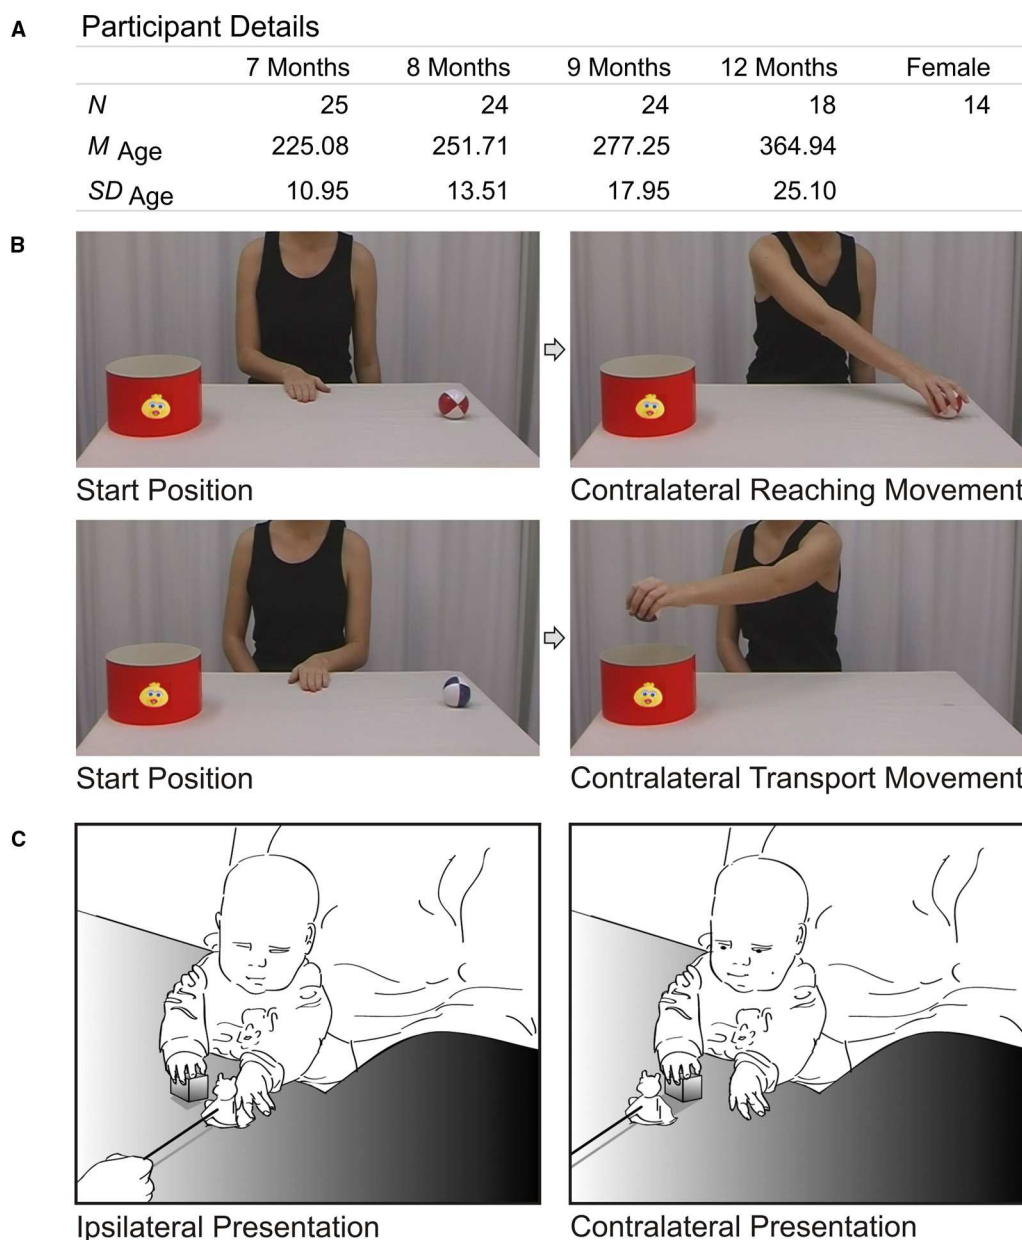 A Participant Details
7 Months 8 Months 9 Months 12 Months Female
N 25 24 24 18 14
M Age 225.08 251.71 277.25 364.94
SD Age 10.95 13.51 17.95 25.10
B
Start Position Contralateral Reaching Movement
Start Position Contralateral Transport Movement
C
Ipsilateral Presentation Contralateral Presentation